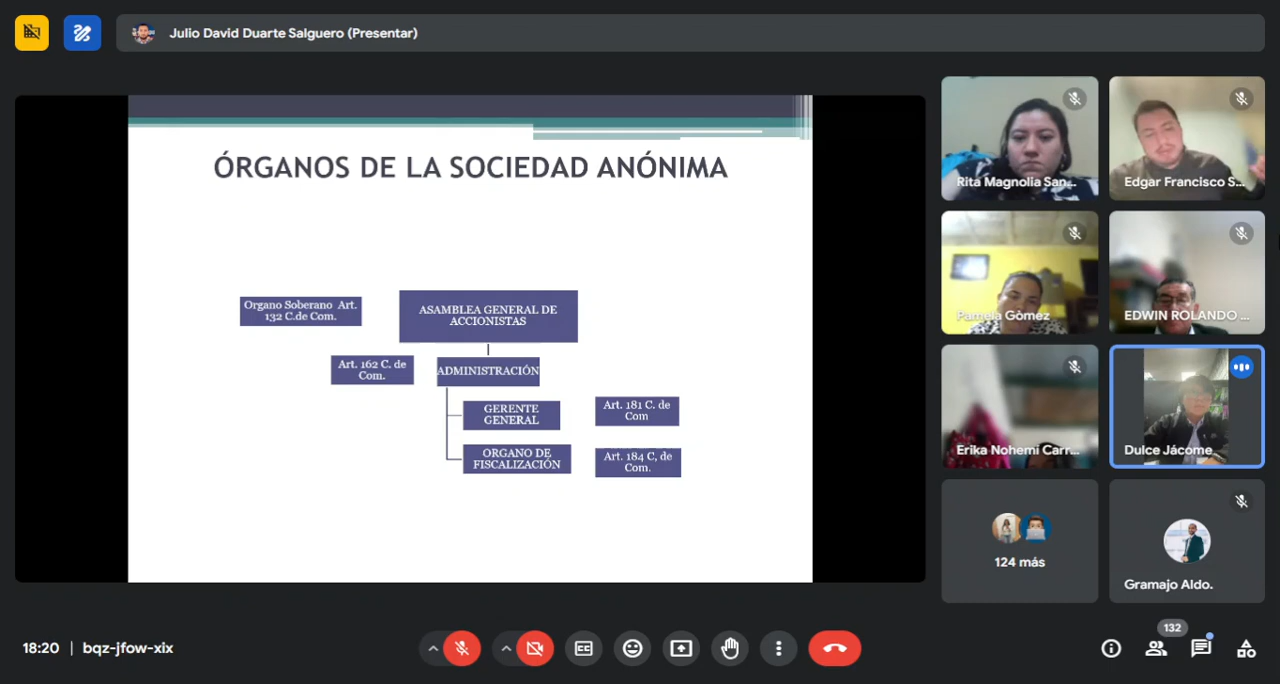 Julio David Duarte Salguero (Presentar)
ÓRGANOS DE LA SOCIEDAD ANÓNIMA
Organo Soberano Art.
132 C.de Com.
ASAMBLEA GENERAL DE
ACCIONISTAS
Art. 162 C. de
Com.
ADMINISTRACIÓN
GERENTE
GENERAL
Art. 181 C. de
Com
ORGANO DE
FISCALIZACIÓN
Art. 184 C, de
Com.
Rita Magnolia San...
Edgar Francisco S...
Pamela Gòmez
EDWIN ROLANDO ...
Erika Nohemi Carr...
Dulce Jácome
124 más
Gramajo Aldo.
18:20 | bqz-jfow-xix
CC
132